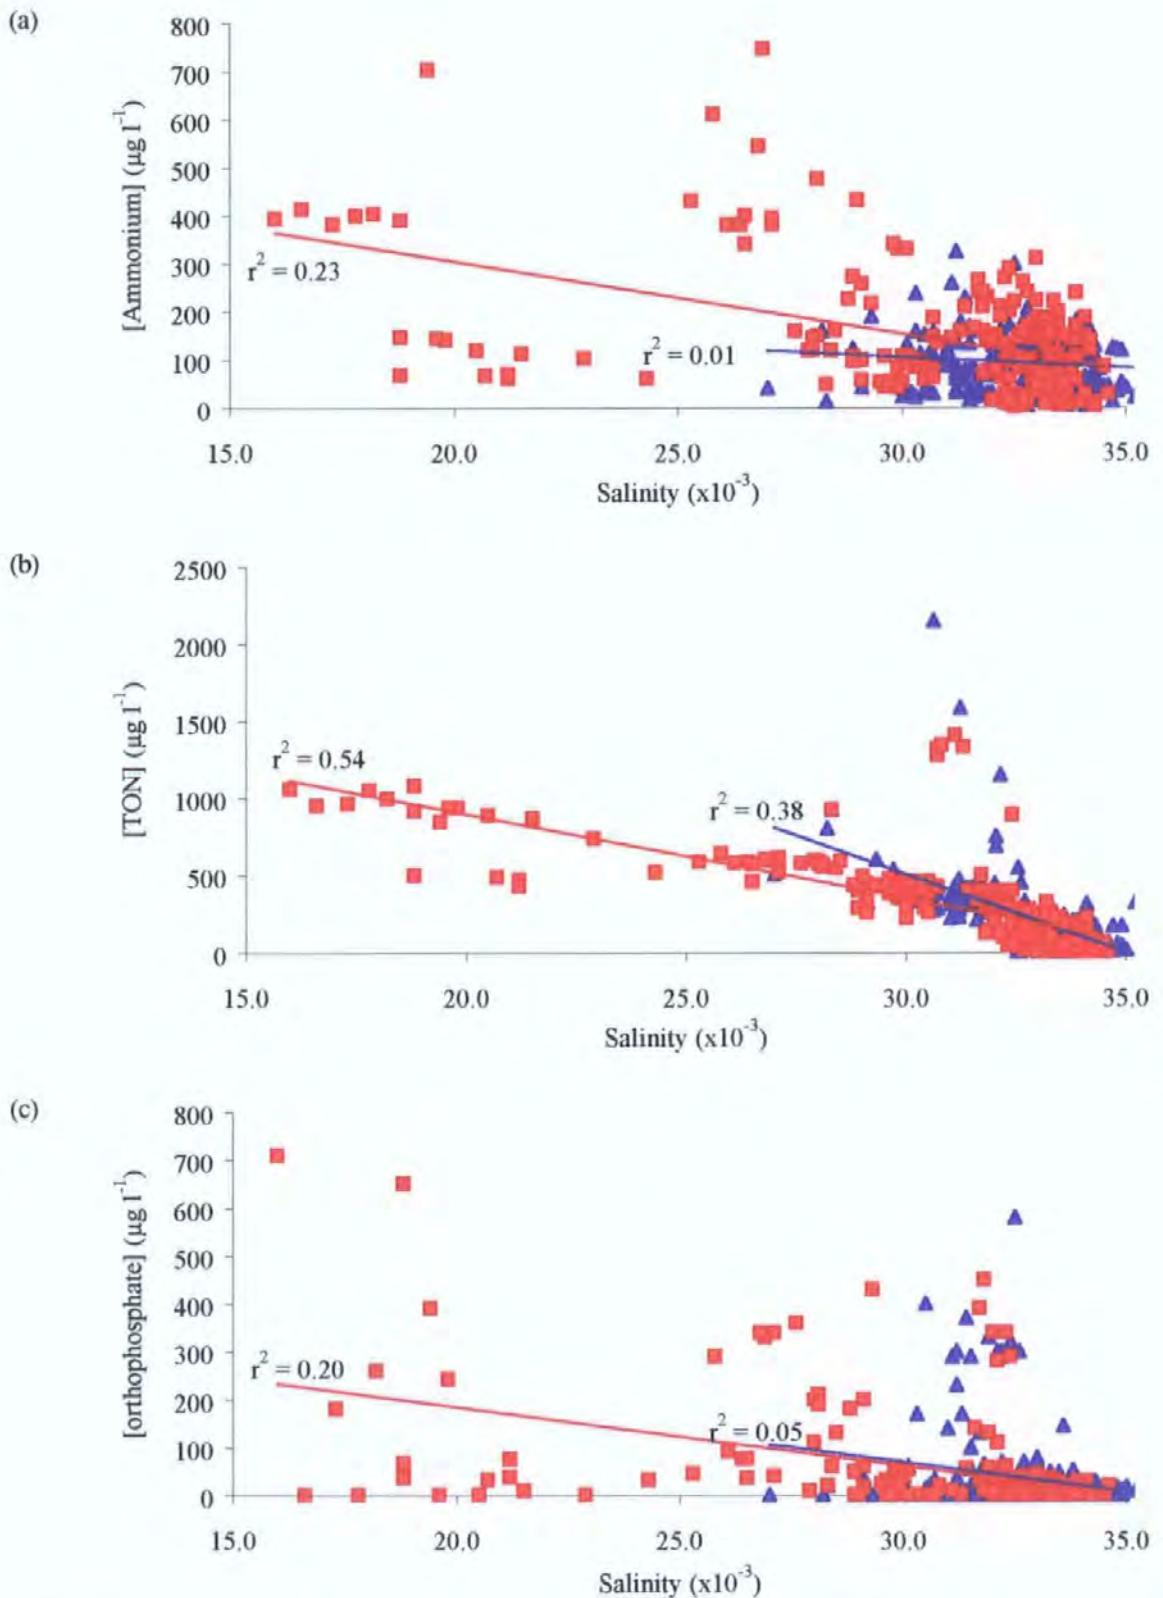 (a)
800
700
600
500
400
300
200
100
0
[Ammonium] (µg l⁻¹)
r² = 0.23
r² = 0.01
15.0 20.0 25.0 30.0 35.0
Salinity (x10⁻³)
(b)
2500
2000
1500
1000
500
0
[TON] (µg l⁻¹)
r² = 0.54
r² = 0.38
15.0 20.0 25.0 30.0 35.0
Salinity (x10⁻³)
(c)
800
700
600
500
400
300
200
100
0
[orthophosphate] (µg l⁻¹)
r² = 0.20
r² = 0.05
15.0 20.0 25.0 30.0 35.0
Salinity (x10⁻³)